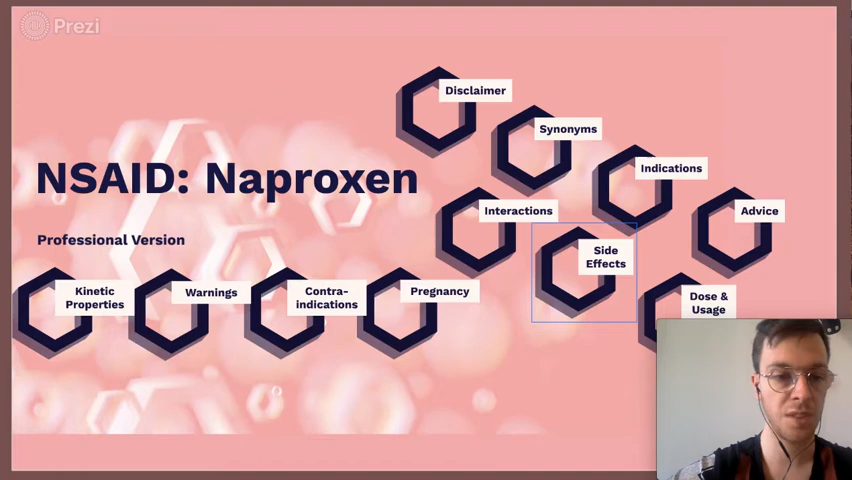 Prezi
Disclaimer
Synonyms
Indications
NSAID: Naproxen
Interactions
Advice
Professional Version
Side
Effects
Kinetic
Properties
Warnings
Contra-
indications
Pregnancy
Dose &
Usage